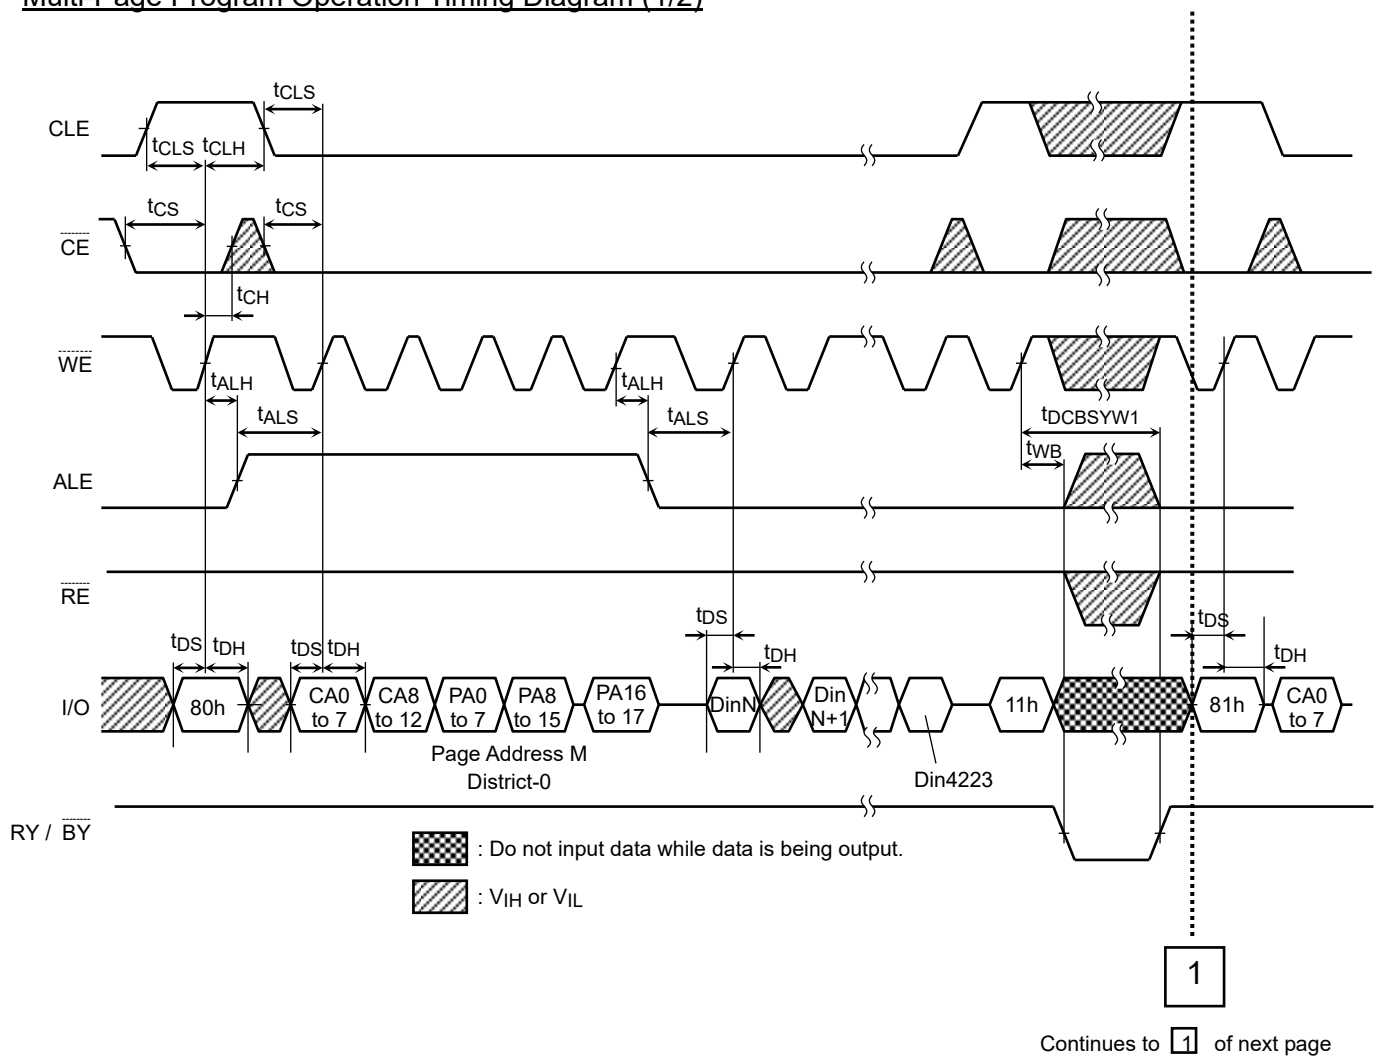 Multi-Page Program Operation Timing Diagram (1/2)
tCLS
CLE
tCLS tCLH
tCS tCS
CE
tCH
WE
tALH tALH
tALS tALS tDCBSYW1
tWB
ALE
RE
tDS tDS
tDS tDH tDS tDH tDH tDH
I/O
80h
CA0
to 7
CA8
to 12
PA0
to 7
PA8
to 15
PA16
to 17
DinN
Din
N+1
11h
81h
CA0
to 7
Page Address M
District-0
Din4223
RY / BY
: Do not input data while data is being output.
: VIH or VIL
1
Continues to 1 of next page